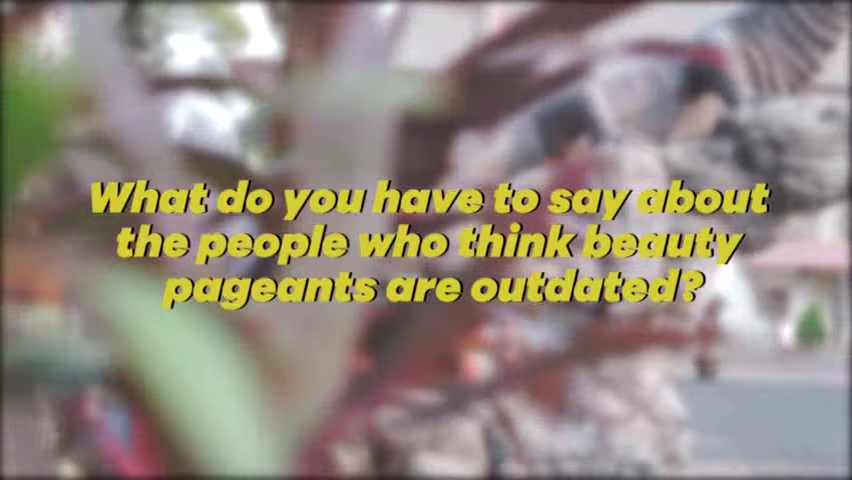 What do you have to say about
the people who think beauty
pageants are outdated?